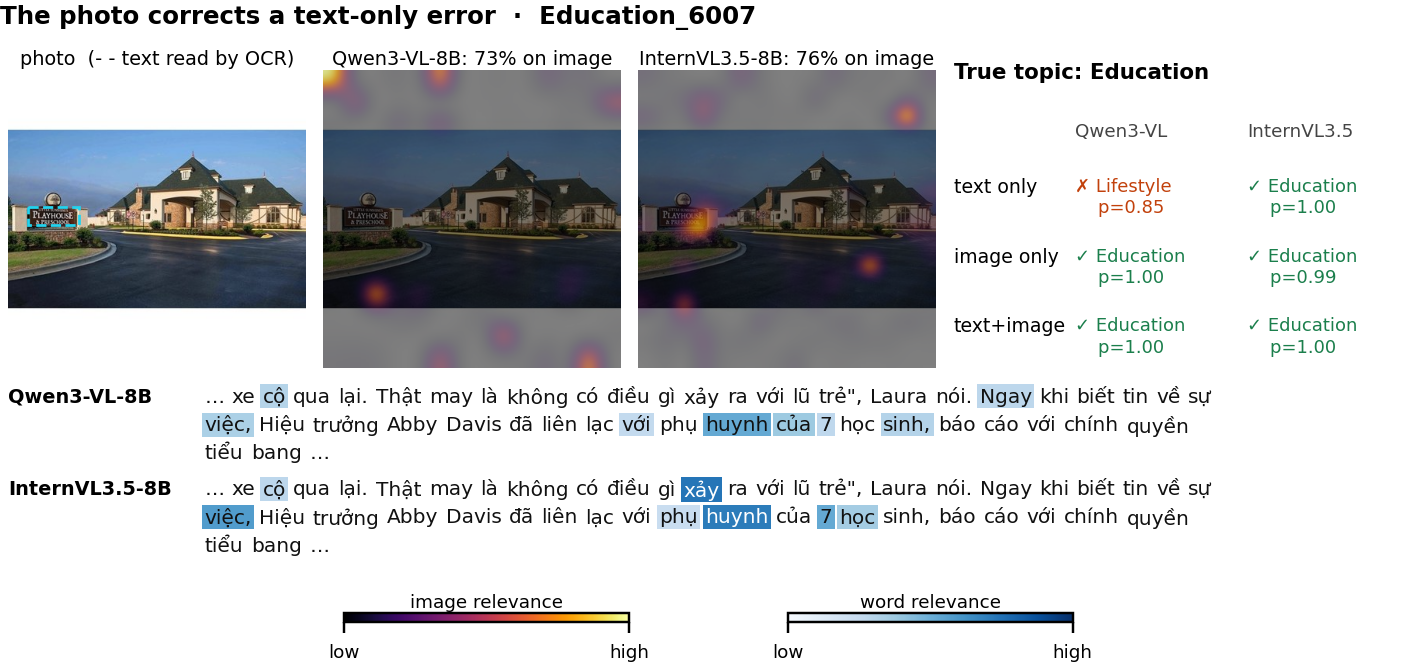 The photo corrects a text-only error · Education_6007
photo (- - text read by OCR)
Qwen3-VL-8B: 73% on image
InternVL3.5-8B: 76% on image
PLAYHOUSE
& PRESCHOOL
True topic: Education
Qwen3-VL InternVL3.5
text only ✗ Lifestyle ✓ Education
p=0.85 p=1.00
image only ✓ Education ✓ Education
p=1.00 p=0.99
text+image ✓ Education ✓ Education
p=1.00 p=1.00
Qwen3-VL-8B ... xe cộ qua lại. Thật may là không có điều gì xảy ra với lũ trẻ", Laura nói. Ngay khi biết tin về sự
việc, Hiệu trưởng Abby Davis đã liên lạc với phụ huynh của 7 học sinh, báo cáo với chính quyền
tiểu bang ...
InternVL3.5-8B ... xe cộ qua lại. Thật may là không có điều gì xảy ra với lũ trẻ", Laura nói. Ngay khi biết tin về sự
việc, Hiệu trưởng Abby Davis đã liên lạc với phụ huynh của 7 học sinh, báo cáo với chính quyền
tiểu bang ...
image relevance word relevance
low high low high